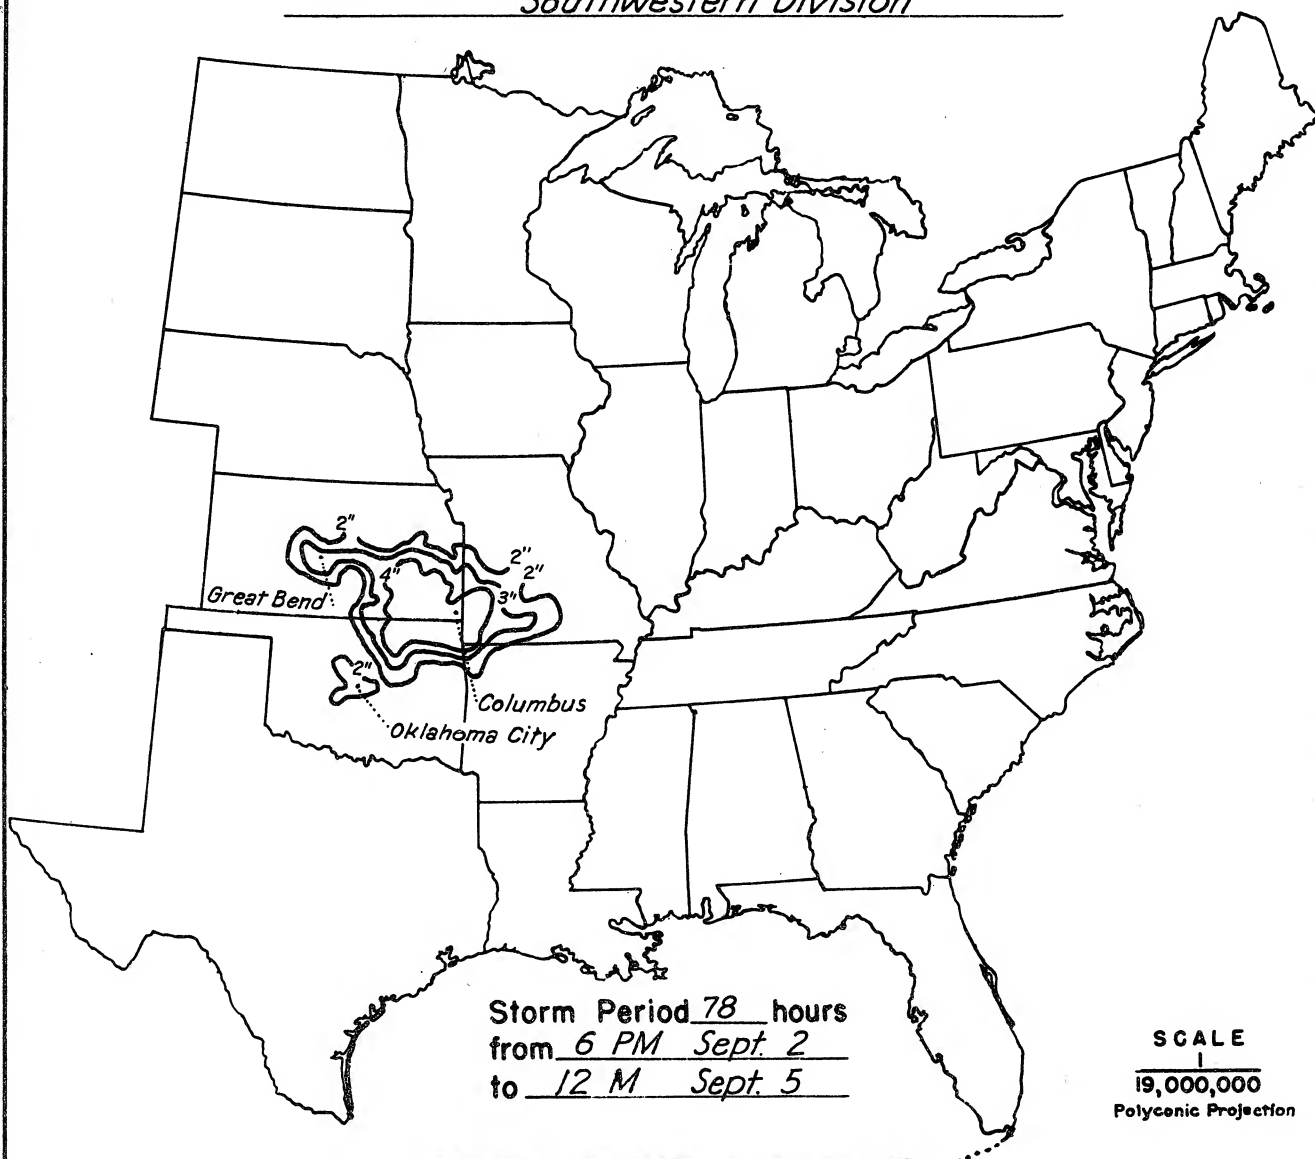 Southwestern Division
2"
2"
2"
4"
3"
Great Bend
2"
Columbus
Oklahoma City
Storm Period 78 hours
from 6 PM Sept. 2
to 12 M Sept. 5
SCALE
1
19,000,000
Polyconic Projection